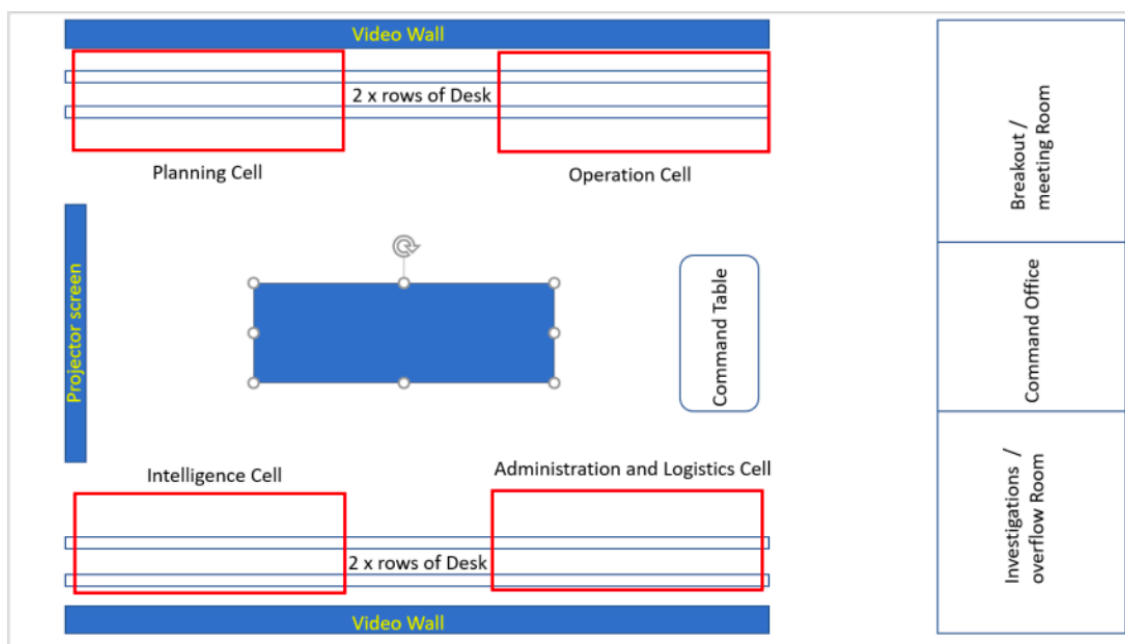 Video Wall
2 x rows of Desk
Planning Cell
Operation Cell
Breakout /
meeting Room
Projector screen
Command Table
Command Office
Intelligence Cell
Administration and Logistics Cell
2 x rows of Desk
Investigations /
overflow Room
Video Wall